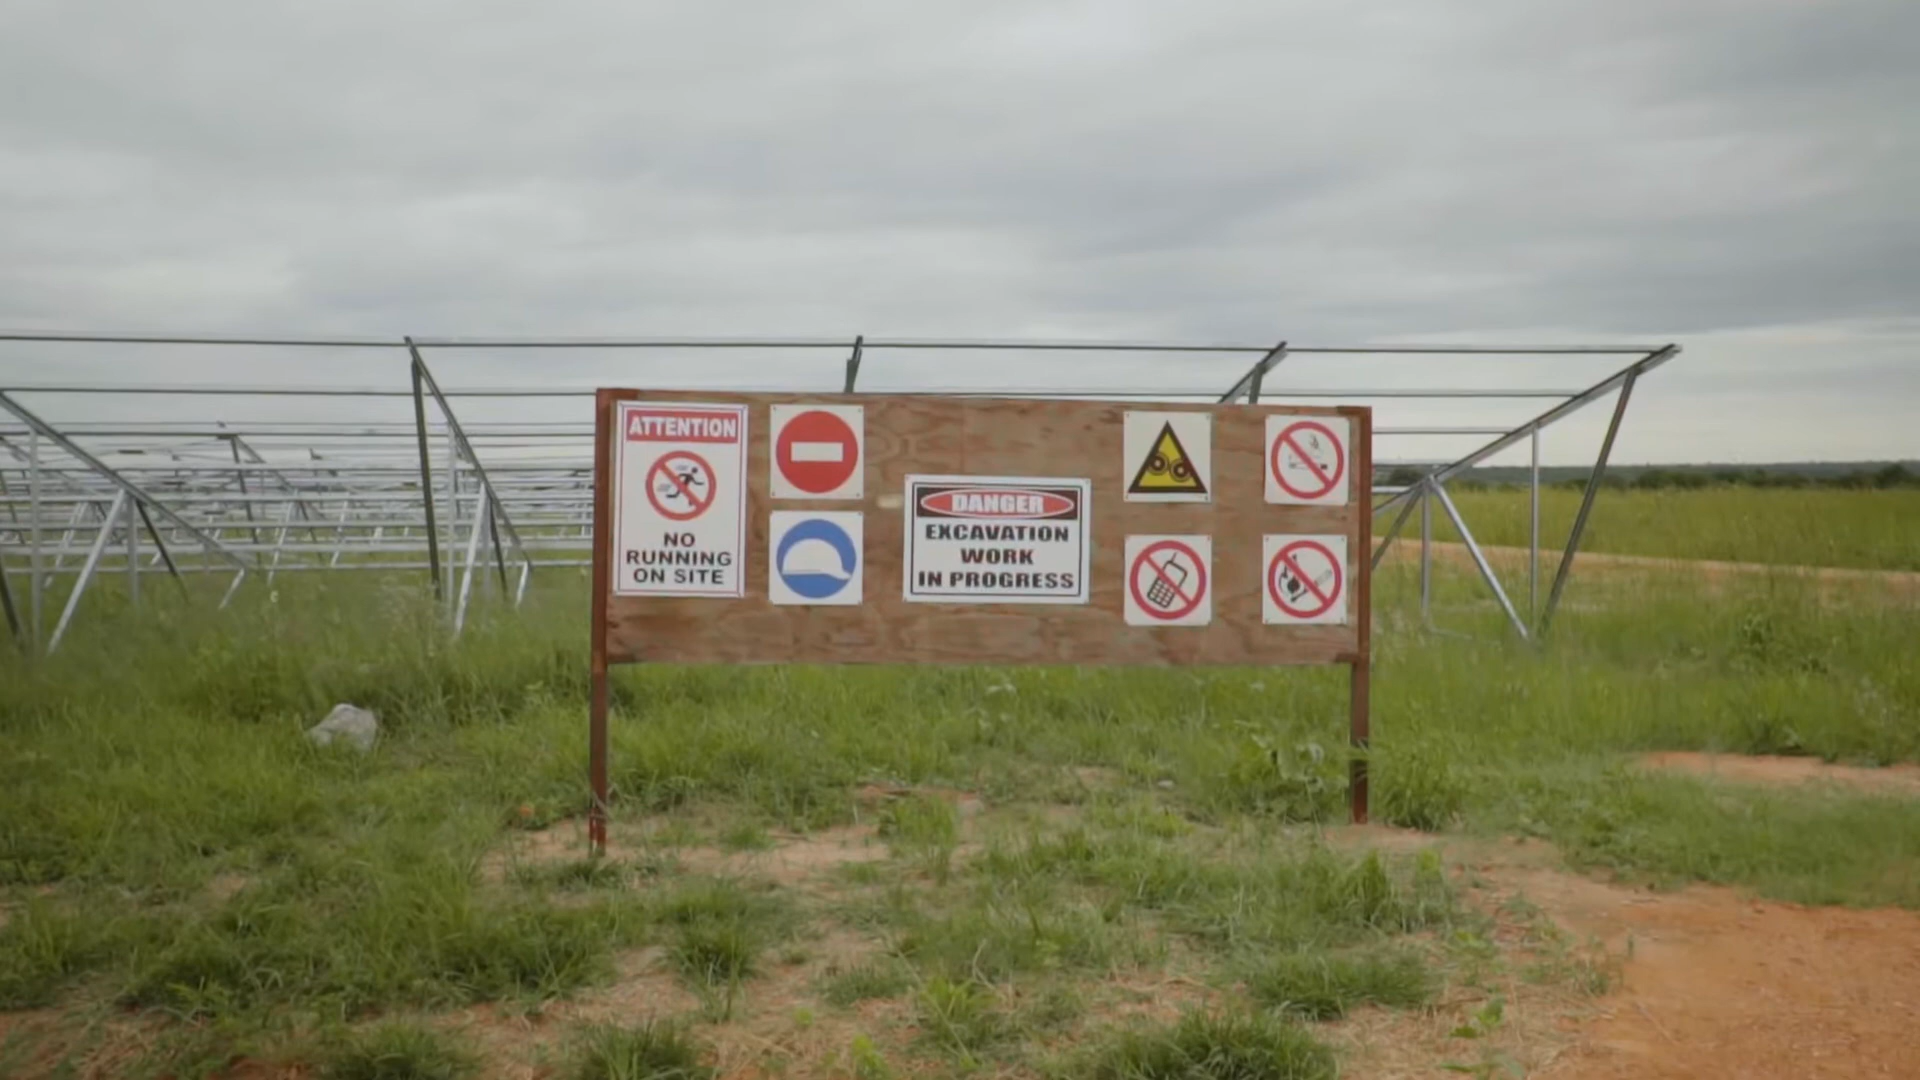 ATTENTION
NO
RUNNING
ON SITE
DANGER
EXCAVATION
WORK
IN PROGRESS